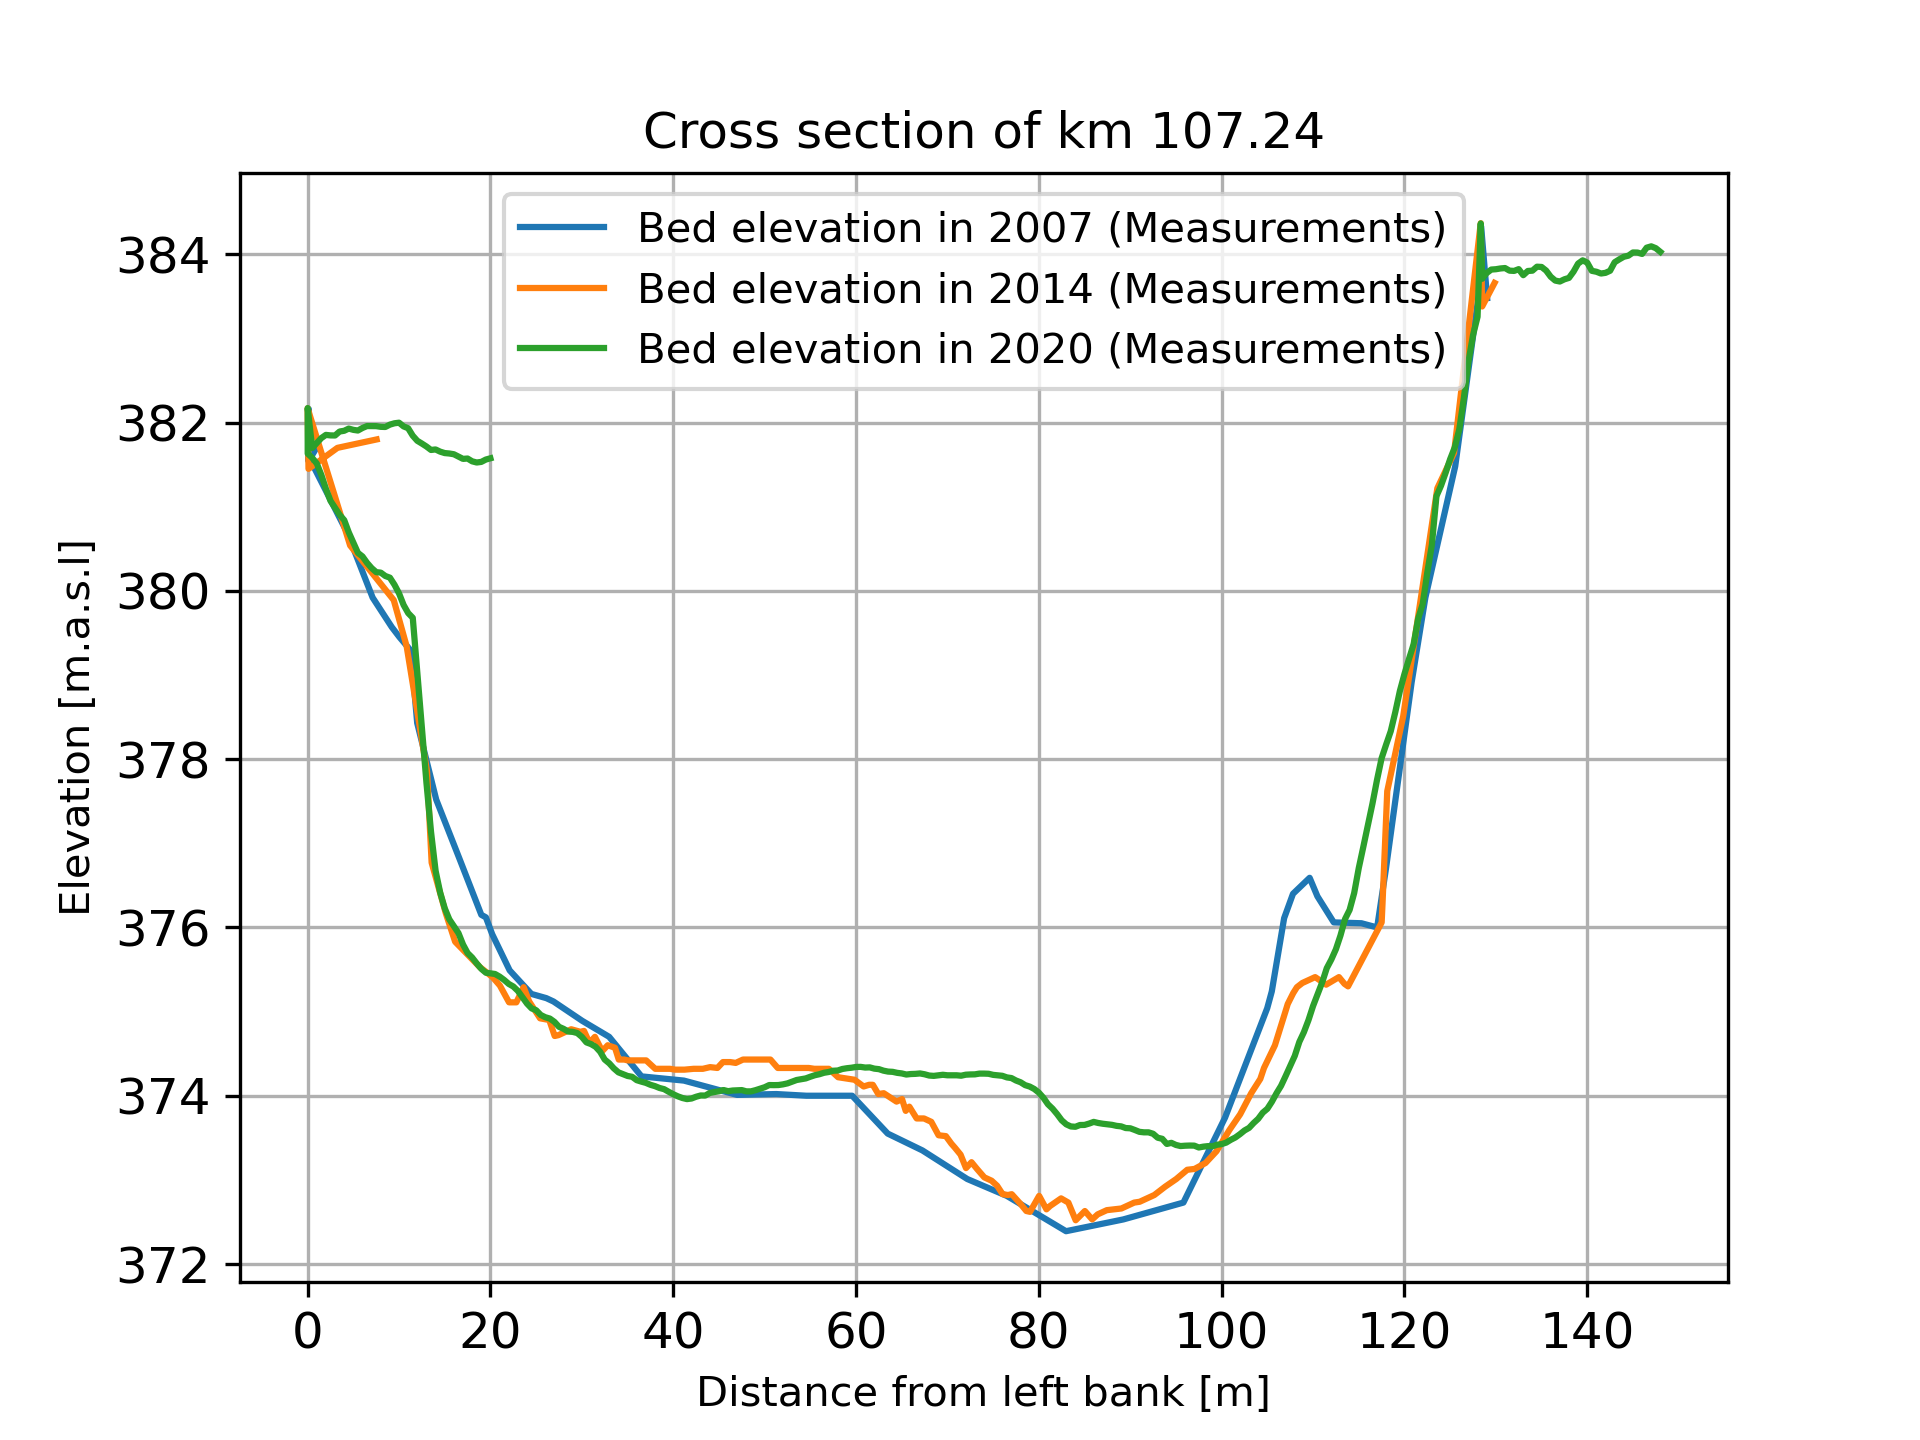 Cross section of km 107.24
Bed elevation in 2007 (Measurements)
Bed elevation in 2014 (Measurements)
Bed elevation in 2020 (Measurements)
Elevation [m.a.s.l]
384
382
380
378
376
374
372
0 20 40 60 80 100 120 140
Distance from left bank [m]